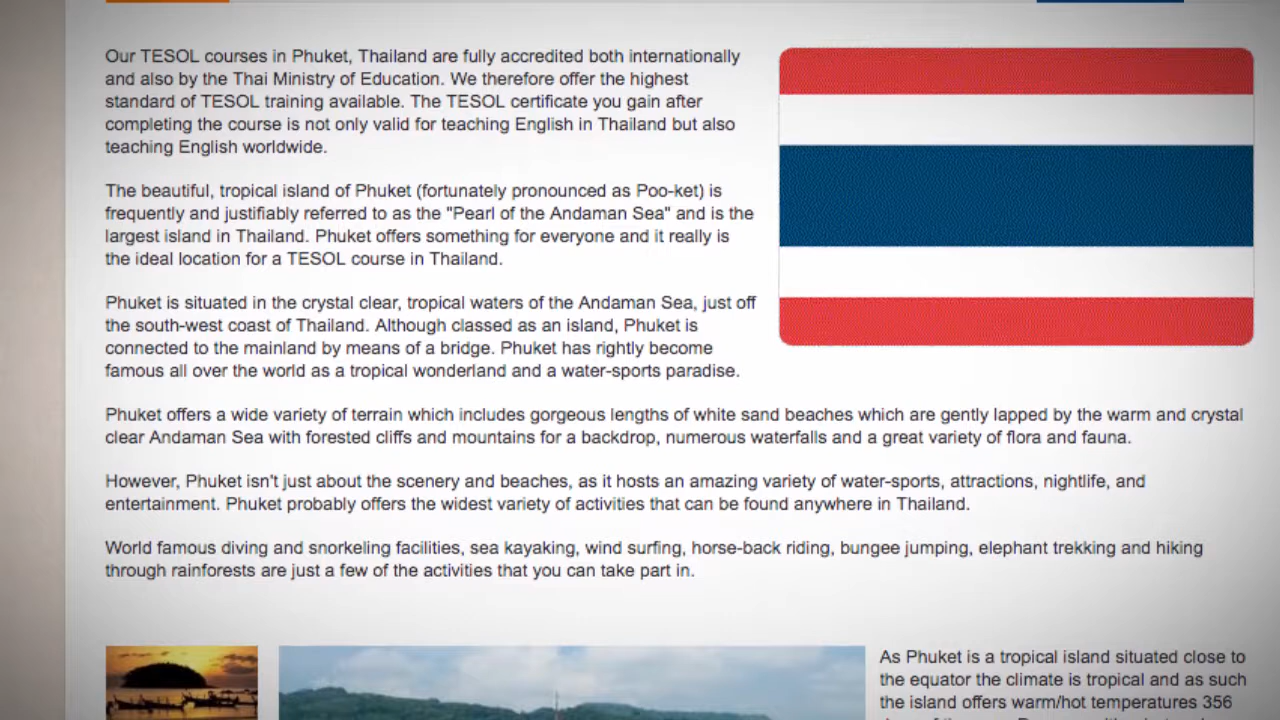 Our TESOL courses in Phuket, Thailand are fully accredited both internationally
and also by the Thai Ministry of Education. We therefore offer the highest
standard of TESOL training available. The TESOL certificate you gain after
completing the course is not only valid for teaching English in Thailand but also
teaching English worldwide.
The beautiful, tropical island of Phuket (fortunately pronounced as Poo-ket) is
frequently and justifiably referred to as the "Pearl of the Andaman Sea" and is the
largest island in Thailand. Phuket offers something for everyone and it really is
the ideal location for a TESOL course in Thailand.
Phuket is situated in the crystal clear, tropical waters of the Andaman Sea, just off
the south-west coast of Thailand. Although classed as an island, Phuket is
connected to the mainland by means of a bridge. Phuket has rightly become
famous all over the world as a tropical wonderland and a water-sports paradise.
Phuket offers a wide variety of terrain which includes gorgeous lengths of white sand beaches which are gently lapped by the warm and crystal
clear Andaman Sea with forested cliffs and mountains for a backdrop, numerous waterfalls and a great variety of flora and fauna.
However, Phuket isn't just about the scenery and beaches, as it hosts an amazing variety of water-sports, attractions, nightlife, and
entertainment. Phuket probably offers the widest variety of activities that can be found anywhere in Thailand.
World famous diving and snorkeling facilities, sea kayaking, wind surfing, horse-back riding, bungee jumping, elephant trekking and hiking
through rainforests are just a few of the activities that you can take part in.
As Phuket is a tropical island situated close to
the equator the climate is tropical and as such
the island offers warm/hot temperatures 356